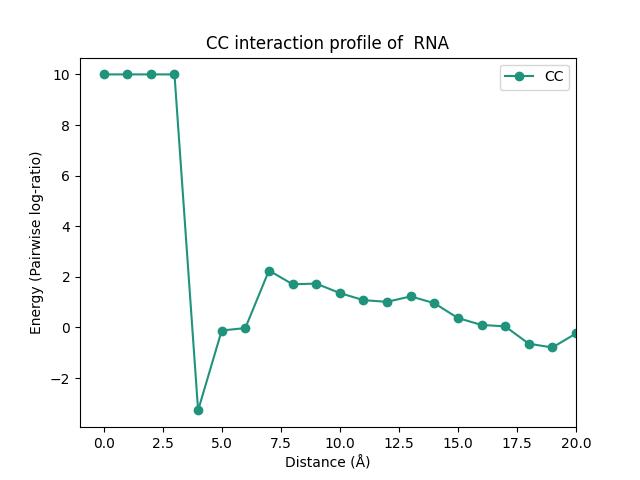 CC interaction profile of  RNA
CC
Energy (Pairwise log-ratio)
10
8
6
4
2
0
−2
0.0 2.5 5.0 7.5 10.0 12.5 15.0 17.5 20.0
Distance (Å)